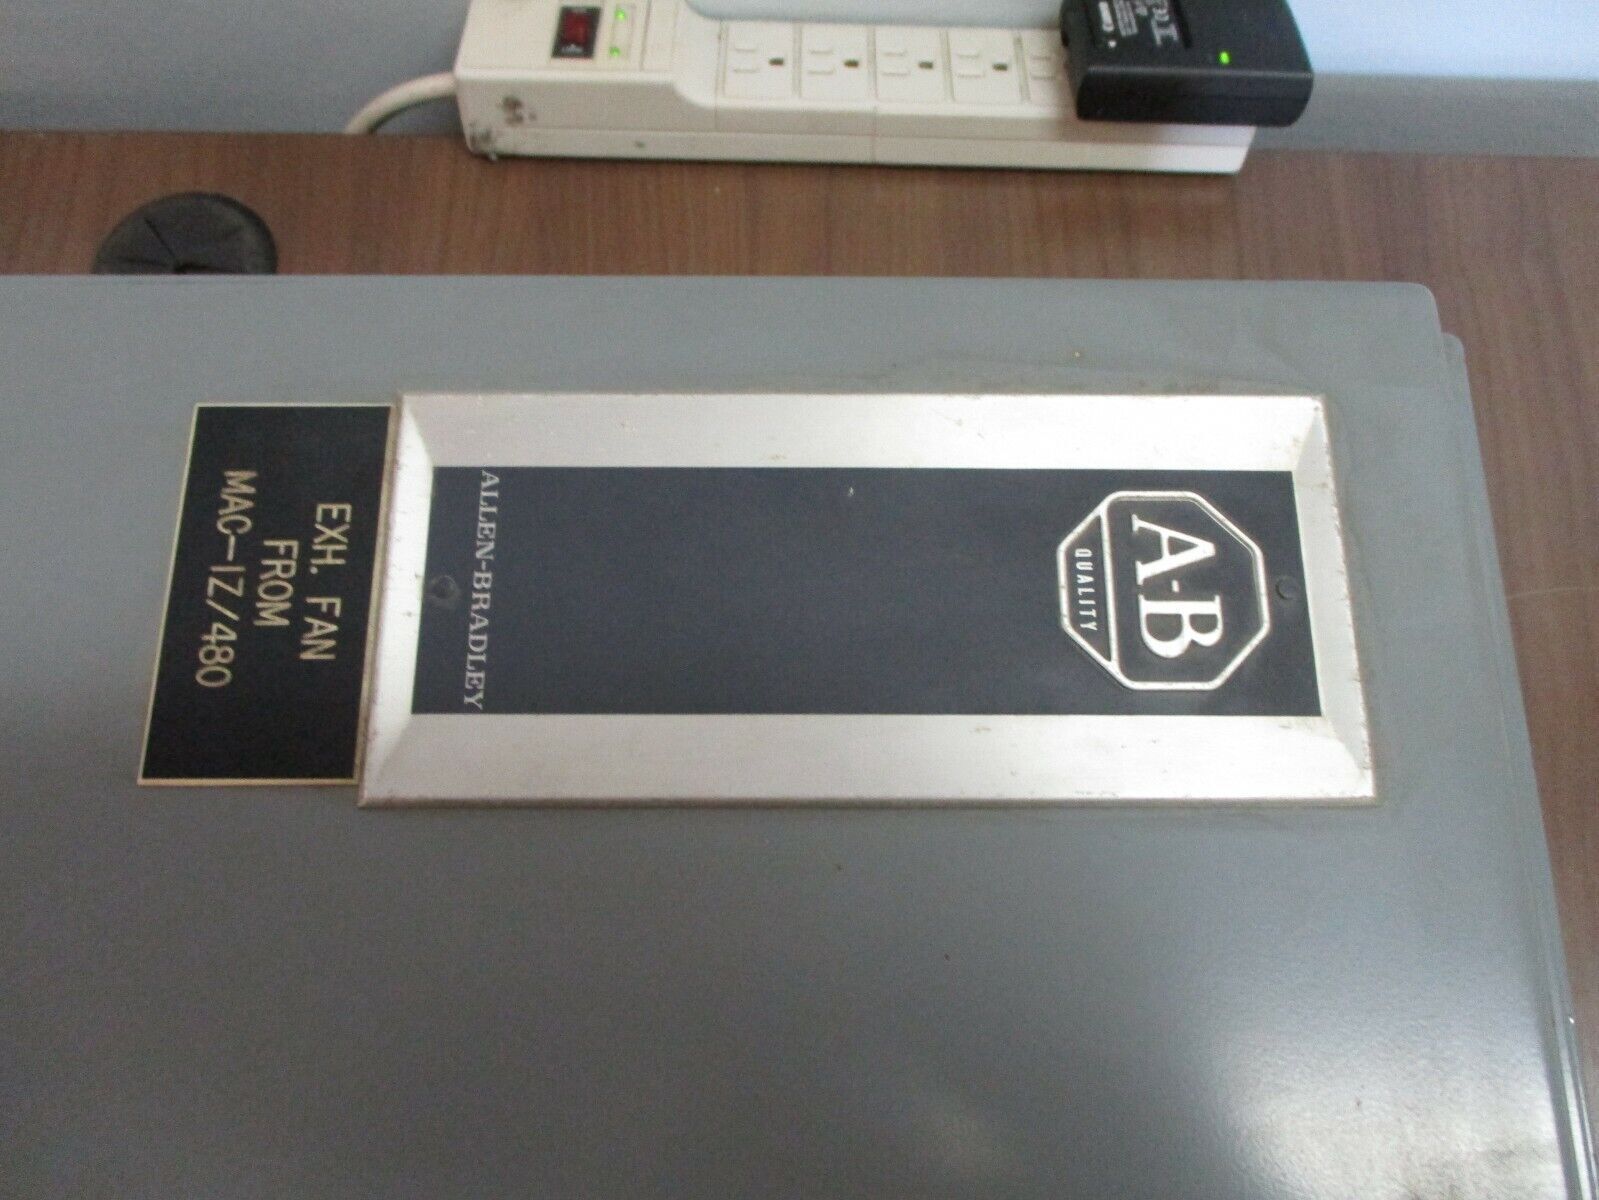 A-B
QUALITY
ALLEN-BRADLEY
EXH. FAN
FROM
MAC-1Z/480